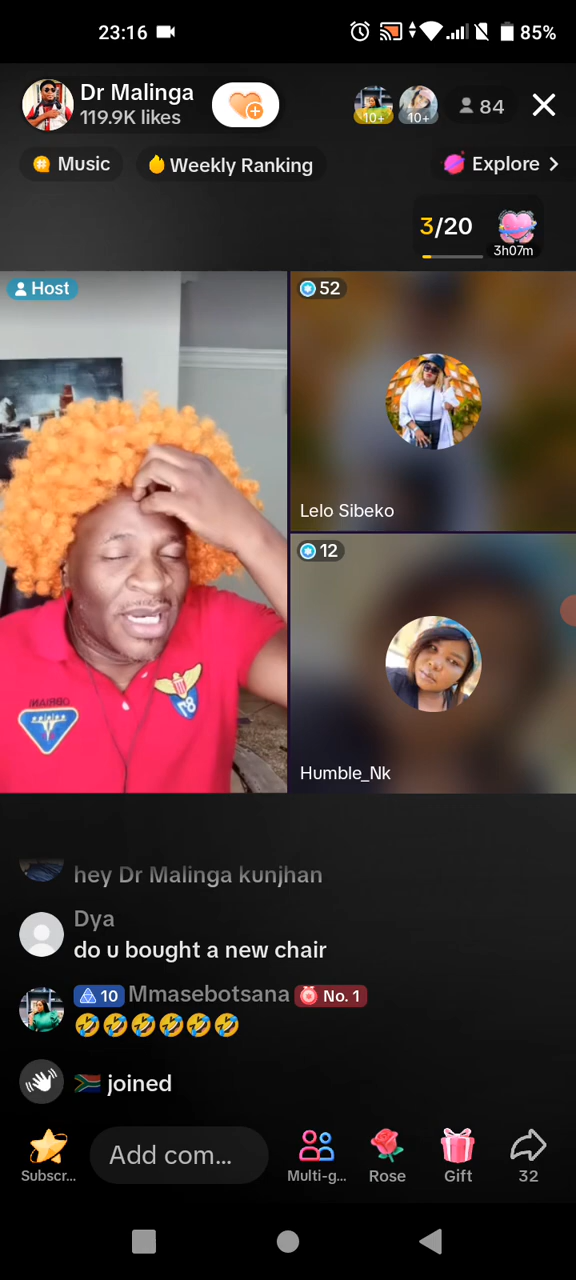 23:16
85%
Dr Malinga
119.9K likes
10+
10+
84
Music
Weekly Ranking
Explore
3/20
3h07m
Host
52
Lelo Sibeko
12
Humble_Nk
OBRIAN
hey Dr Malinga kunjhan
Dya
do u bought a new chair
10 Mmasebotsana No. 1
🤣🤣🤣🤣🤣🤣
🇿🇦 joined
Subscr...
Add com...
Multi-g...
Rose
Gift
32